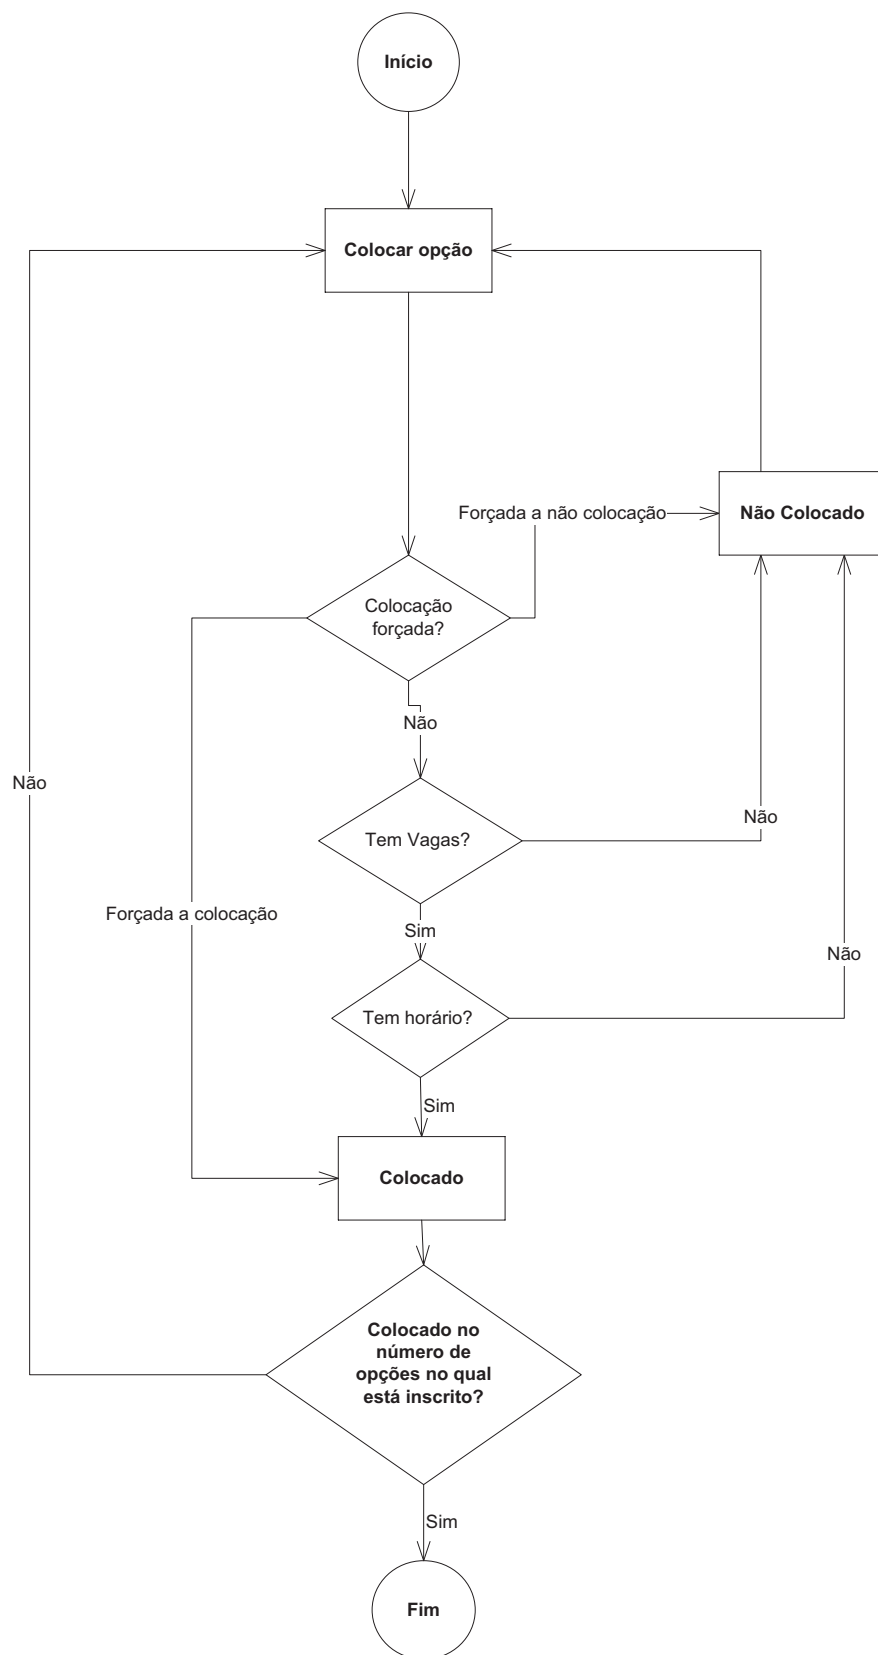 Início
Colocar opção
Forçada a não colocação
Não Colocado
Colocação
forçada?
Não
Não
Tem Vagas?
Não
Forçada a colocação
Sim
Não
Tem horário?
Sim
Colocado
Colocado no
número de
opções no qual
está inscrito?
Sim
Fim